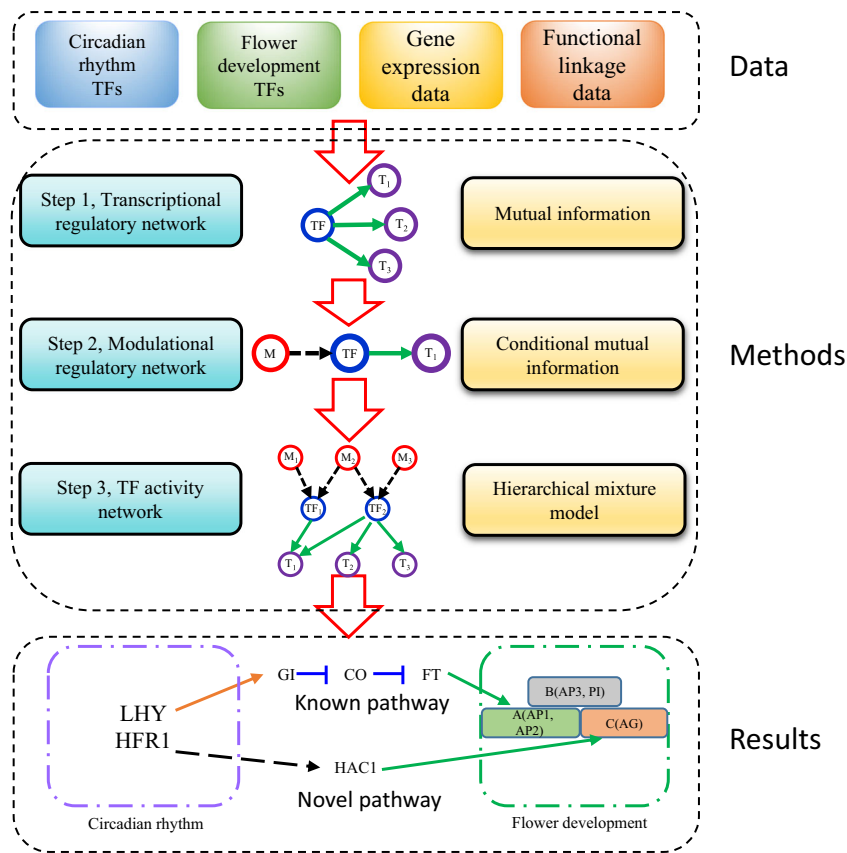 Circadian
rhythm
TFs
Flower
development
TFs
Gene
expression
data
Functional
linkage
data
Data
Step 1, Transcriptional
regulatory network
TF
T1
T2
T3
Mutual information
Step 2, Modulational
regulatory network
M
TF
T1
Conditional mutual
information
Methods
Step 3, TF activity
network
M1
M2
M3
TF1
TF2
T1
T2
T3
Hierarchical mixture
model
LHY
HFR1
Circadian rhythm
GI
CO
FT
Known pathway
HAC1
Novel pathway
B(AP3, PI)
A(AP1,
AP2)
C(AG)
Flower development
Results